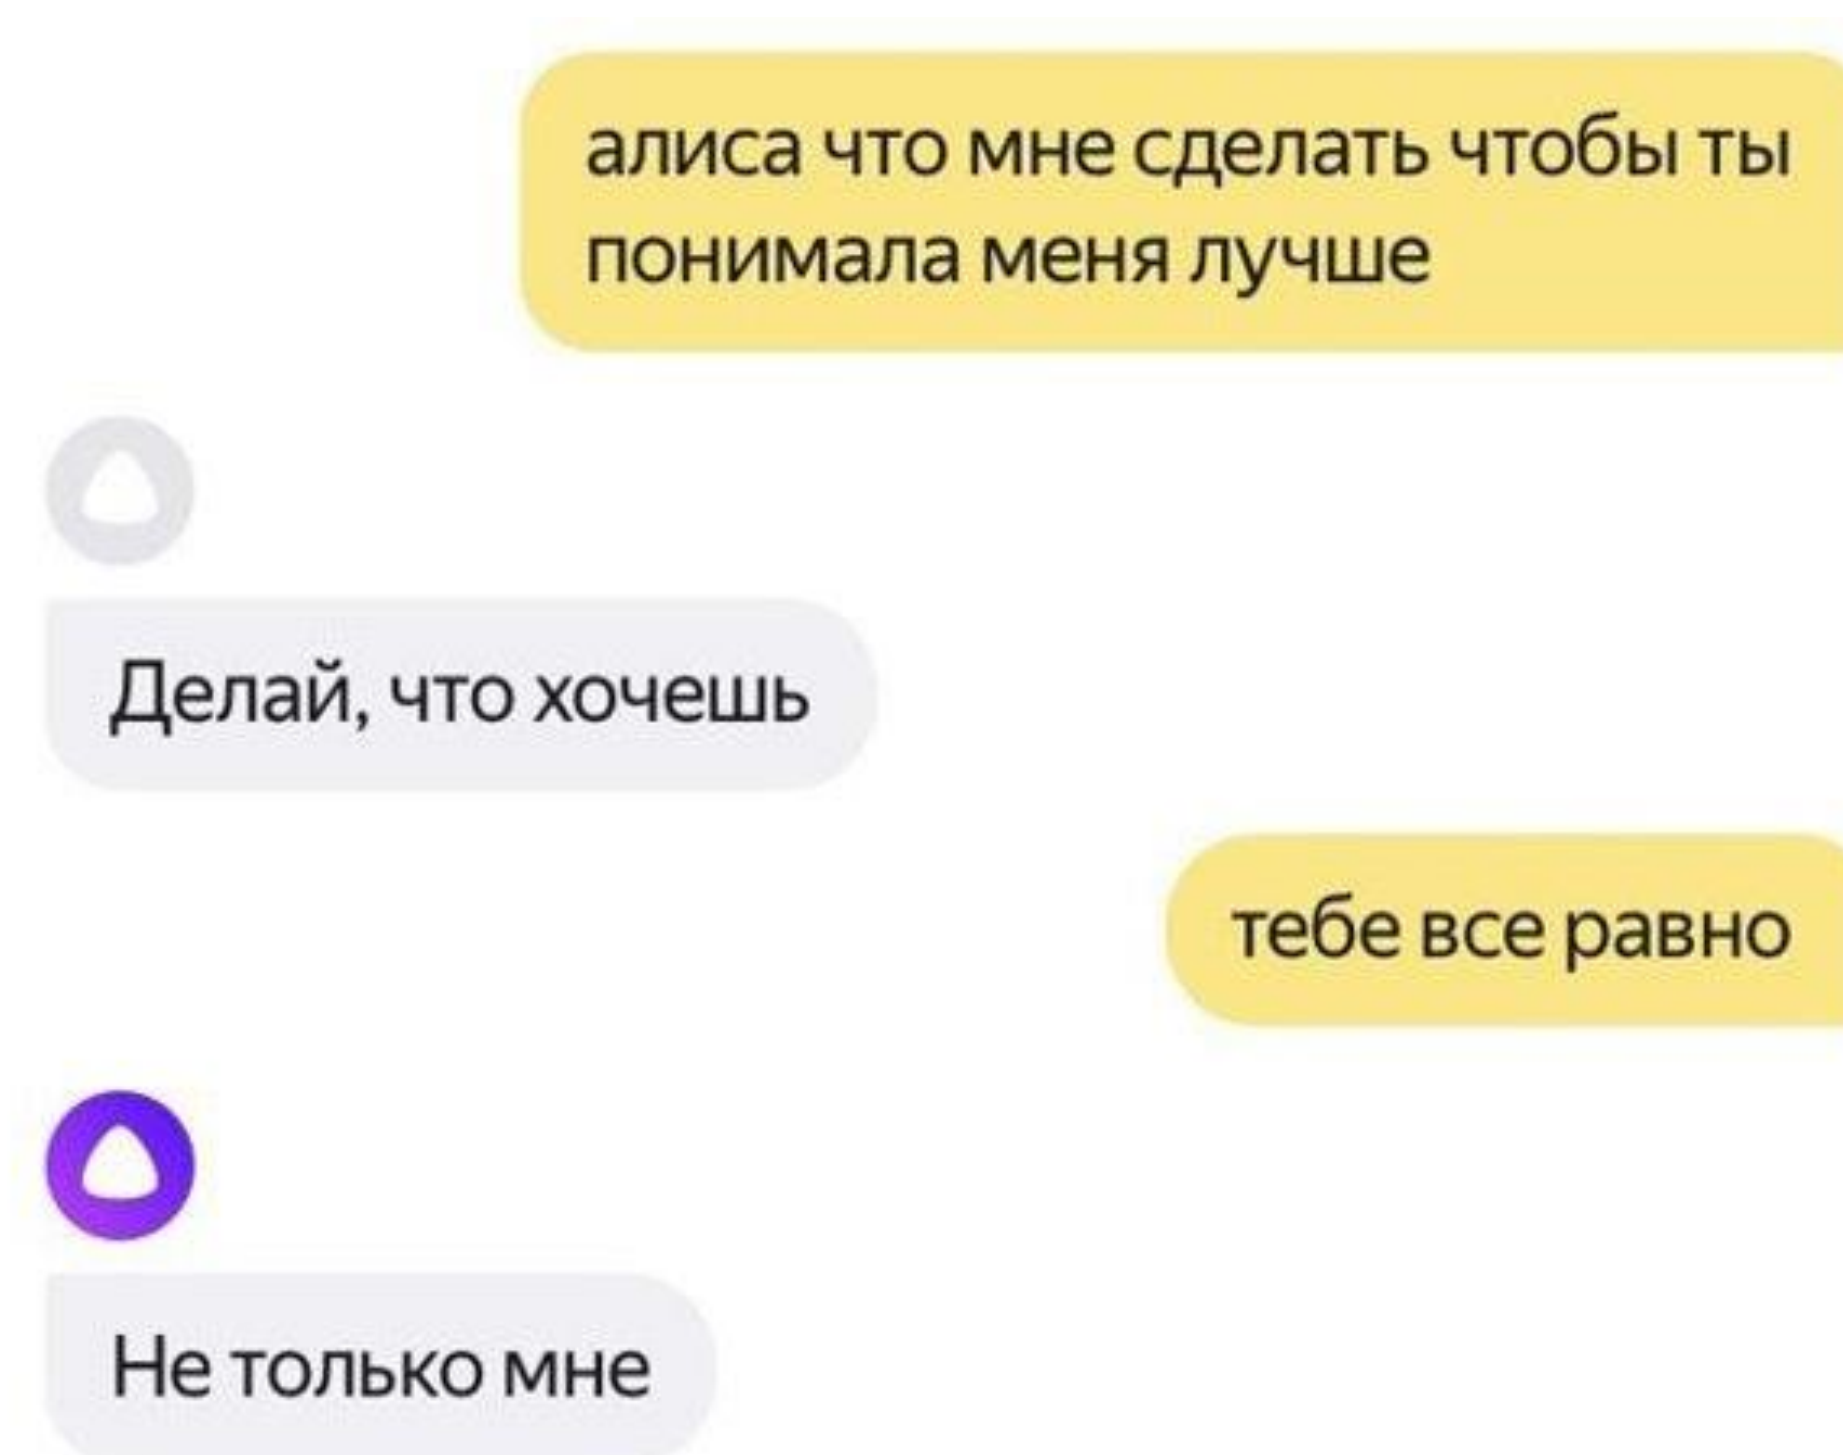 алиса что мне сделать чтобы ты
понимала меня лучше
Делай, что хочешь
тебе все равно
Не только мне